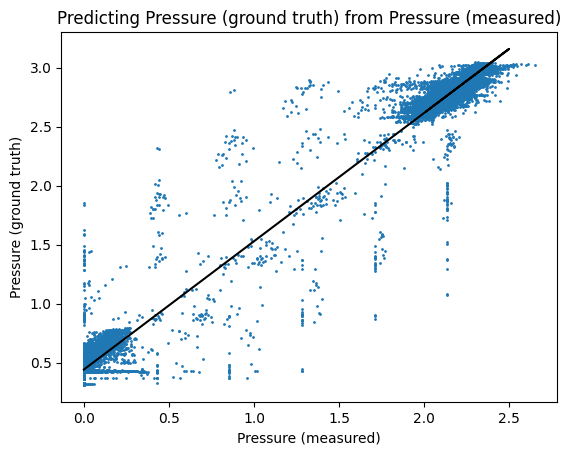 Predicting Pressure (ground truth) from Pressure (measured)
3.0
2.5
2.0
1.5
1.0
0.5
Pressure (ground truth)
0.0 0.5 1.0 1.5 2.0 2.5
Pressure (measured)